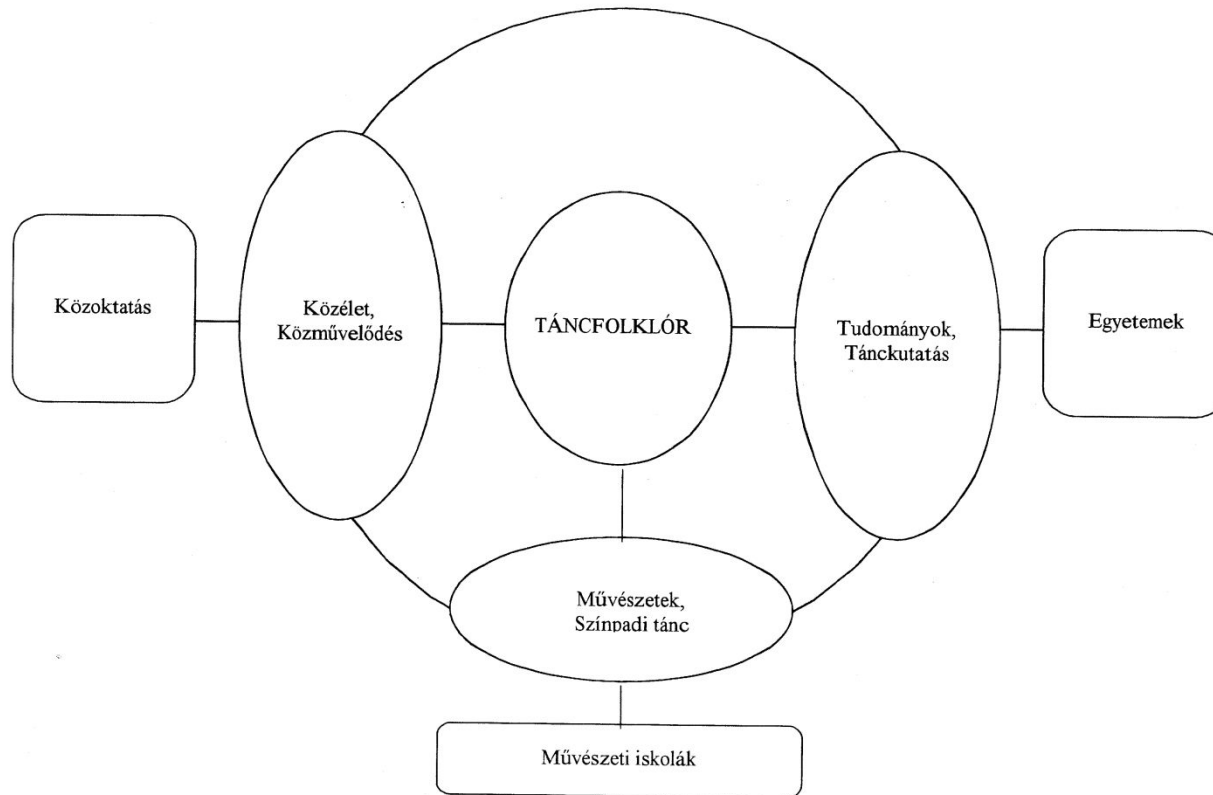 Közoktatás
Közélet,
Közművelődés
TÁNCFOLKLÓR
Tudományok,
Tánckutatás
Egyetemek
Művészetek,
Színpadi tánc
Művészeti iskolák